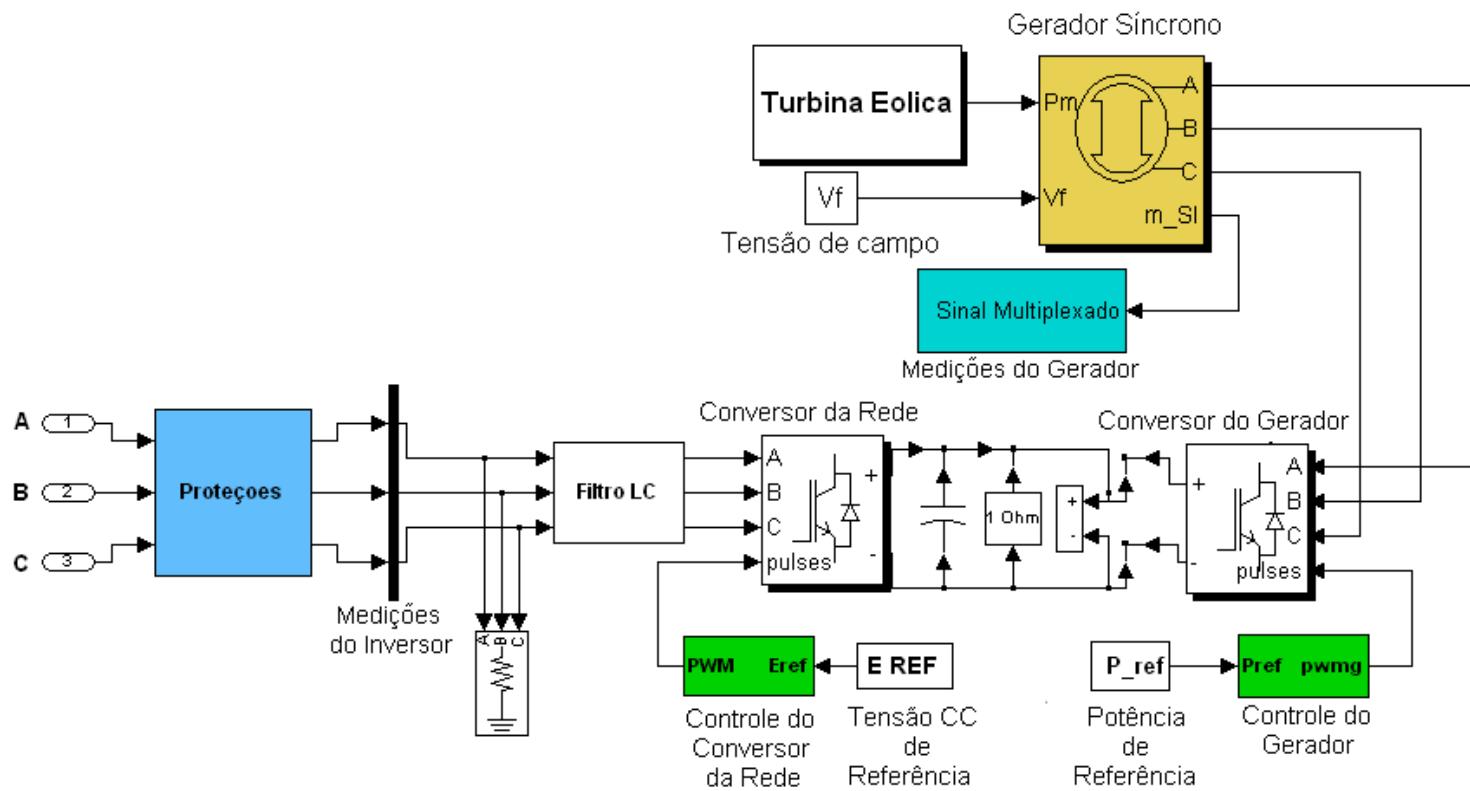 Gerador Síncrono
Turbina Eolica
Pm
A
B
C
m_SI
Vf
Vf
Tensão de campo
Sinal Multiplexado
Medições do Gerador
A
1
B
2
C
3
Proteçoes
Medições
do Inversor
A
B
C
Filtro LC
Conversor da Rede
A
B
C
pulses
+
-
1 Ohm
+
-
Conversor do Gerador
+
-
A
B
C
pulses
PWM Eref
Controle do
Conversor
da Rede
E REF
Tensão CC
de
Referência
P_ref
Potência
de
Referência
Pref pwmg
Controle do
Gerador